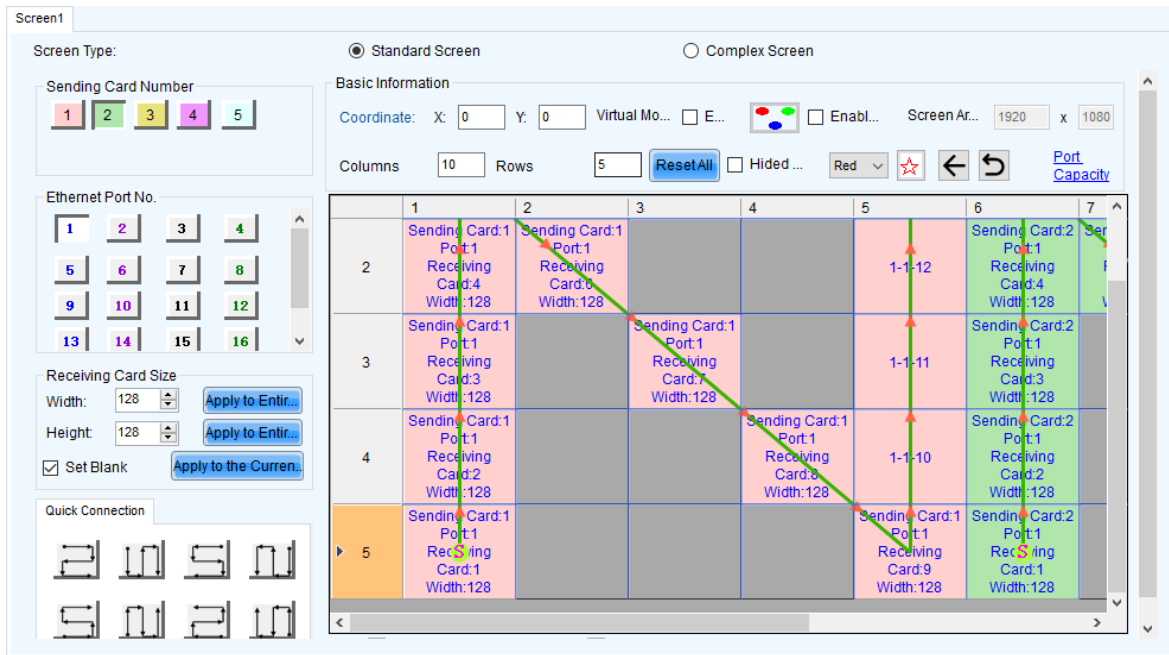 Screen1
Screen Type:
Standard Screen
Complex Screen
Sending Card Number
1 2 3 4 5
Ethernet Port No.
1 2 3 4
5 6 7 8
9 10 11 12
13 14 15 16
Receiving Card Size
Width: 128 Apply to Entir...
Height: 128 Apply to Entir...
Set Blank Apply to the Curren...
Quick Connection
Basic Information
Coordinate: X: 0 Y: 0 Virtual Mo... E... Enabl... Screen Ar... 1920 x 1080
Columns 10 Rows 5 Reset All Hided ... Red Port
Capacity
1 2 3 4 5 6 7
2
Sending Card:1
Port:1
Receiving
Card:4
Width:128
Sending Card:1
Port:1
Receiving
Card:6
Width:128
1-1-12
Sending Card:2
Port:1
Receiving
Card:4
Width:128
3
Sending Card:1
Port:1
Receiving
Card:3
Width:128
Sending Card:1
Port:1
Receiving
Card:7
Width:128
1-1-11
Sending Card:2
Port:1
Receiving
Card:3
Width:128
4
Sending Card:1
Port:1
Receiving
Card:2
Width:128
Sending Card:1
Port:1
Receiving
Card:8
Width:128
1-1-10
Sending Card:2
Port:1
Receiving
Card:2
Width:128
5
Sending Card:1
Port:1
Receiving
S
Card:1
Width:128
Sending Card:1
Port:1
Receiving
Card:9
Width:128
Sending Card:2
Port:1
Receiving
S
Card:1
Width:128